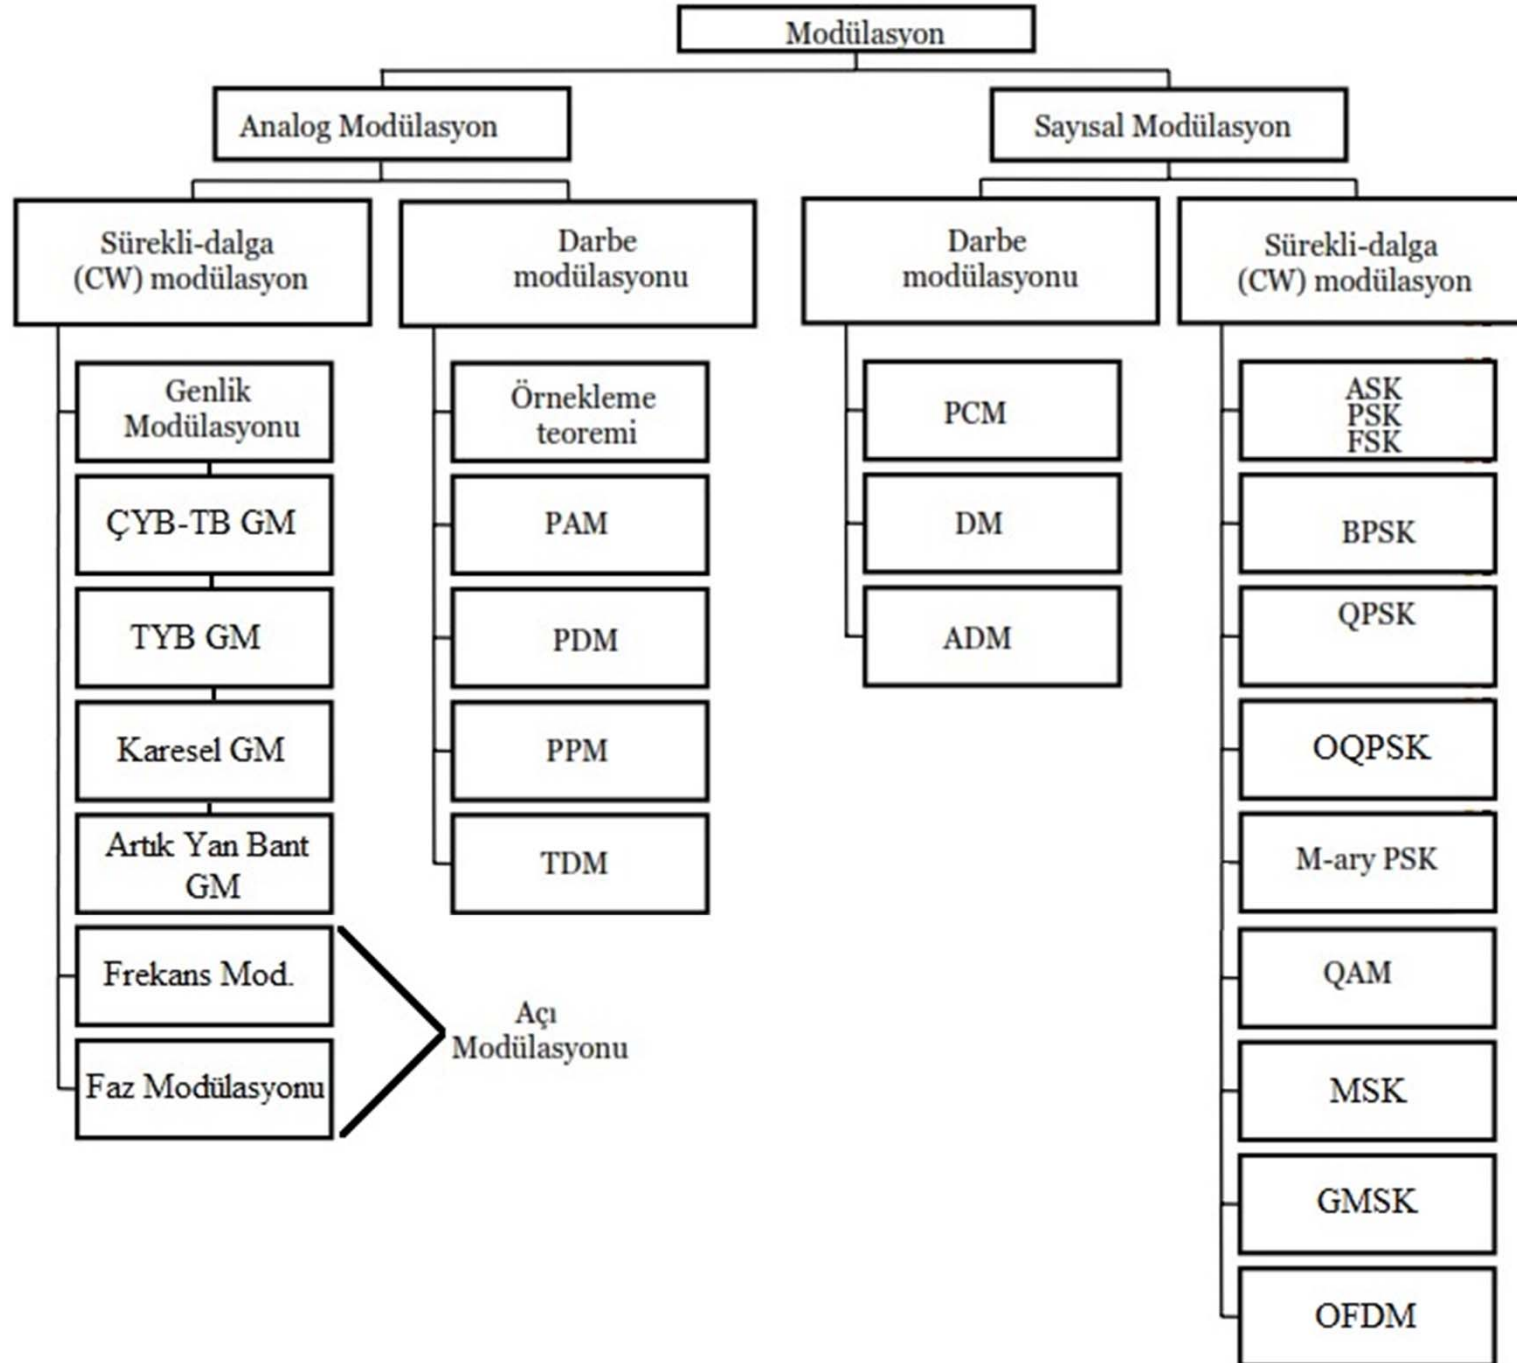 Modülasyon
Analog Modülasyon
Sayısal Modülasyon
Sürekli-dalga
(CW) modülasyon
Darbe
modülasyonu
Darbe
modülasyonu
Sürekli-dalga
(CW) modülasyon
Genlik
Modülasyonu
ÇYB-TB GM
TYB GM
Karesel GM
Artık Yan Bant
GM
Frekans Mod.
Faz Modülasyonu
Açı
Modülasyonu
Örnekleme
teoremi
PAM
PDM
PPM
TDM
PCM
DM
ADM
ASK
PSK
FSK
BPSK
QPSK
OQPSK
M-ary PSK
QAM
MSK
GMSK
OFDM